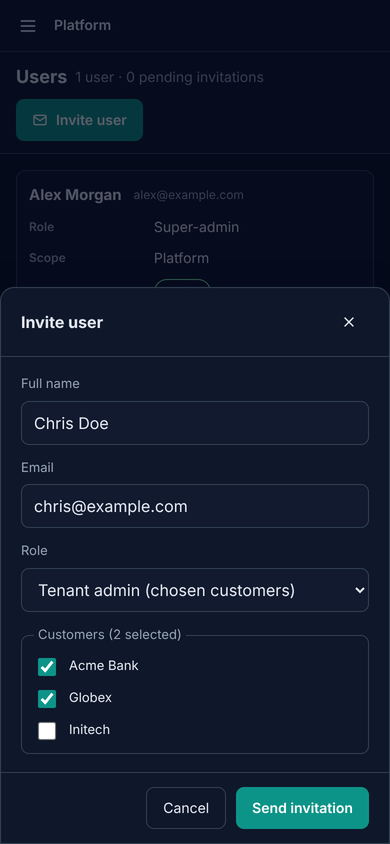 Platform
Users 1 user · 0 pending invitations
Invite user
Alex Morgan alex@example.com
Role Super-admin
Scope Platform
Invite user
Full name
Chris Doe
Email
chris@example.com
Role
Tenant admin (chosen customers)
Customers (2 selected)
Acme Bank
Globex
Initech
Cancel Send invitation